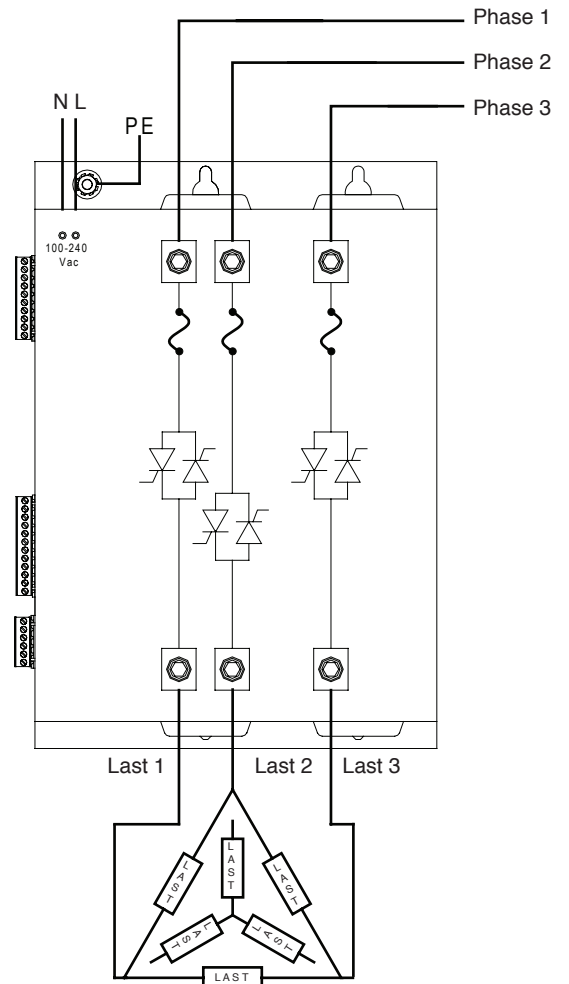 Phase 1
Phase 2
Phase 3
N L
PE
100-240
Vac
Last 1
Last 2
Last 3
LAST
LAST
LAST
LAST
LAST
LAST